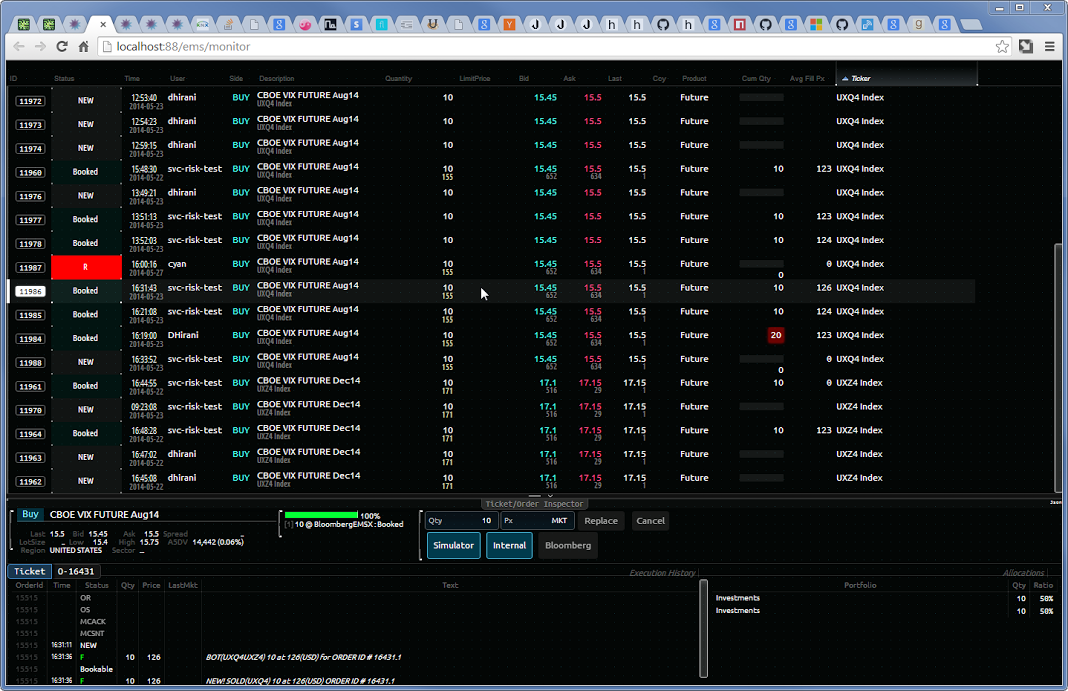 localhost:88/ems/monitor
ID Status Time User Side Description Quantity LimitPrice Bid Ask Last Coy Product Cum Qty Avg Fill Px Ticker
11972 NEW 12:53:40 dhirani BUY CBOE VIX FUTURE Aug14 10 15.45 15.5 15.5 Future UXQ4 Index
2014-05-23 UXQ4 Index
11973 NEW 12:54:23 dhirani BUY CBOE VIX FUTURE Aug14 10 15.45 15.5 15.5 Future UXQ4 Index
2014-05-23 UXQ4 Index
11974 NEW 12:59:15 dhirani BUY CBOE VIX FUTURE Aug14 10 15.45 15.5 15.5 Future UXQ4 Index
2014-05-23 UXQ4 Index
11960 Booked 15:48:30 svc-risk-test BUY CBOE VIX FUTURE Aug14 10 15.45 15.5 15.5 Future 10 123 UXQ4 Index
2014-05-22 UXQ4 Index 155 652 634 1
11976 NEW 13:49:21 dhirani BUY CBOE VIX FUTURE Aug14 10 15.45 15.5 15.5 Future UXQ4 Index
2014-05-23 UXQ4 Index
11977 Booked 13:51:13 svc-risk-test BUY CBOE VIX FUTURE Aug14 10 15.45 15.5 15.5 Future 10 123 UXQ4 Index
2014-05-23 UXQ4 Index
11978 Booked 13:52:03 svc-risk-test BUY CBOE VIX FUTURE Aug14 10 15.45 15.5 15.5 Future 10 124 UXQ4 Index
2014-05-23 UXQ4 Index
11987 R 16:00:16 cyan BUY CBOE VIX FUTURE Aug14 10 15.45 15.5 15.5 Future 0 UXQ4 Index
2014-05-27 UXQ4 Index 155 652 634 1 0
11986 Booked 16:31:43 svc-risk-test BUY CBOE VIX FUTURE Aug14 10 15.45 15.5 15.5 Future 10 126 UXQ4 Index
2014-05-23 UXQ4 Index 155 652 634 1
11985 Booked 16:21:08 svc-risk-test BUY CBOE VIX FUTURE Aug14 10 15.45 15.5 15.5 Future 10 124 UXQ4 Index
2014-05-23 UXQ4 Index 155 652 634 1
11984 Booked 16:19:00 DHirani BUY CBOE VIX FUTURE Aug14 10 15.45 15.5 15.5 Future 20 123 UXQ4 Index
2014-05-23 UXQ4 Index 155 652 634 1
11988 NEW 16:33:52 svc-risk-test BUY CBOE VIX FUTURE Aug14 10 15.45 15.5 15.5 Future 0 UXQ4 Index
2014-05-23 UXQ4 Index 155 652 634 1 0
11961 Booked 16:44:55 svc-risk-test BUY CBOE VIX FUTURE Dec14 10 17.1 17.15 17.15 Future 10 0 UXZ4 Index
2014-05-22 UXZ4 Index 171 516 29 1
11970 NEW 09:23:08 svc-risk-test BUY CBOE VIX FUTURE Dec14 10 17.1 17.15 17.15 Future UXZ4 Index
2014-05-23 UXZ4 Index 171 516 29 1
11964 Booked 16:48:28 svc-risk-test BUY CBOE VIX FUTURE Dec14 10 17.1 17.15 17.15 Future 10 123 UXZ4 Index
2014-05-22 UXZ4 Index 171 516 29 1
11963 NEW 16:47:02 dhirani BUY CBOE VIX FUTURE Dec14 10 17.1 17.15 17.15 Future UXZ4 Index
2014-05-22 UXZ4 Index 171 516 29 1
11962 NEW 16:45:08 dhirani BUY CBOE VIX FUTURE Dec14 10 17.1 17.15 17.15 Future UXZ4 Index
2014-05-22 UXZ4 Index 171 516 29 1
Ticket/Order Inspector
Buy CBOE VIX FUTURE Aug14
100%
[1] 10 @ BloombergEMSX : Booked
Last 15.5 Bid 15.45 Ask 15.5 Spread _
LotSize _ Low 15.4 High 15.75 A5DV 14,442 (0.06%)
Region UNITED STATES Sector _
Qty 10 Px MKT Replace Cancel
Simulator Internal Bloomberg
Ticket 0-16431
Execution History Allocations
OrderId Time Status Qty Price LastMkt Text
15515 OR
15515 OS
15515 MCACK
15515 MCSNT
15515 16:31:11 NEW
15515 16:31:36 F 10 126 BOT(UXQ4UXZ4) 10 at 126(USD) for ORDER ID # 16431.1
15515 Bookable
15515 16:31:36 F 10 126 NEW! SOLD(UXQ4) 10 at 126(USD) ORDER ID # 16431.1
Portfolio Qty Ratio
Investments 10 50%
Investments 10 50%